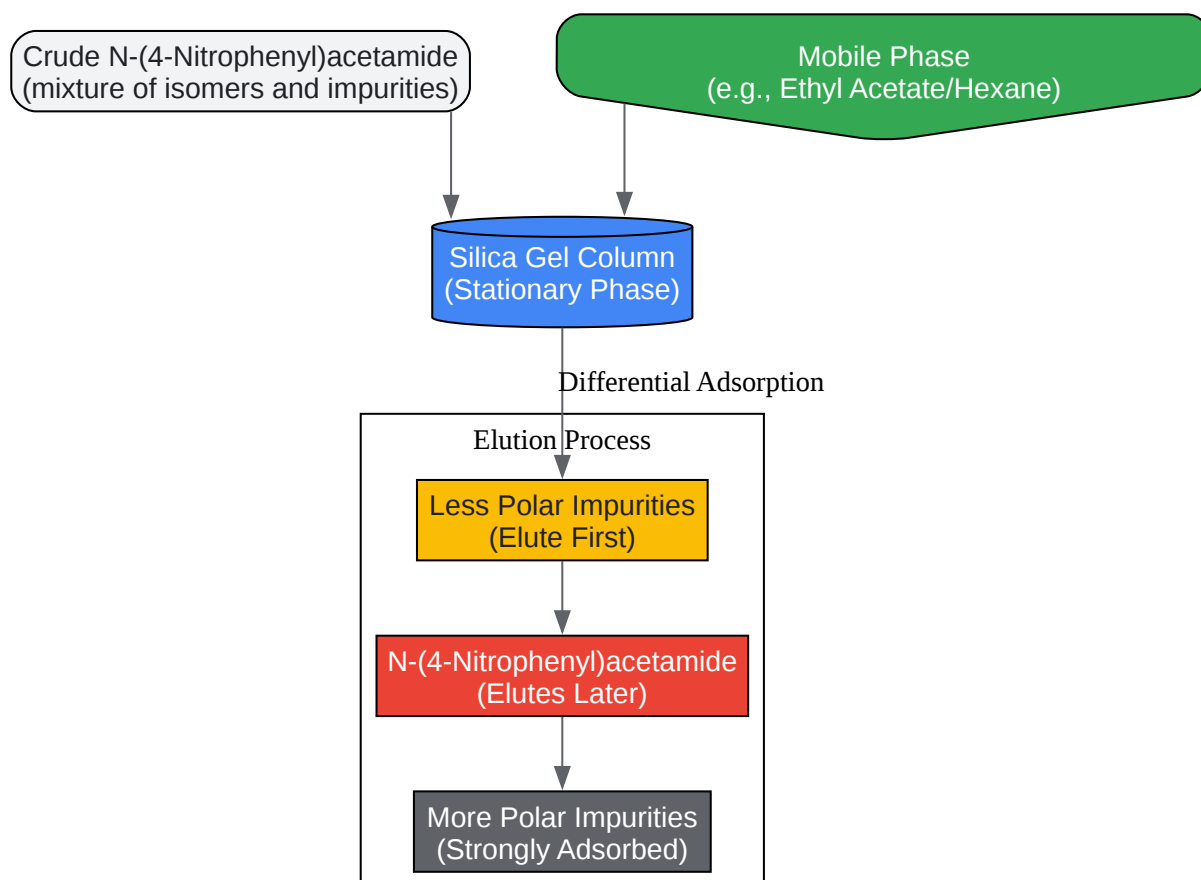 Crude N-(4-Nitrophenyl)acetamide
(mixture of isomers and impurities)
Mobile Phase
(e.g., Ethyl Acetate/Hexane)
Silica Gel Column
(Stationary Phase)
Differential Adsorption
Elution Process
Less Polar Impurities
(Elute First)
N-(4-Nitrophenyl)acetamide
(Elutes Later)
More Polar Impurities
(Strongly Adsorbed)